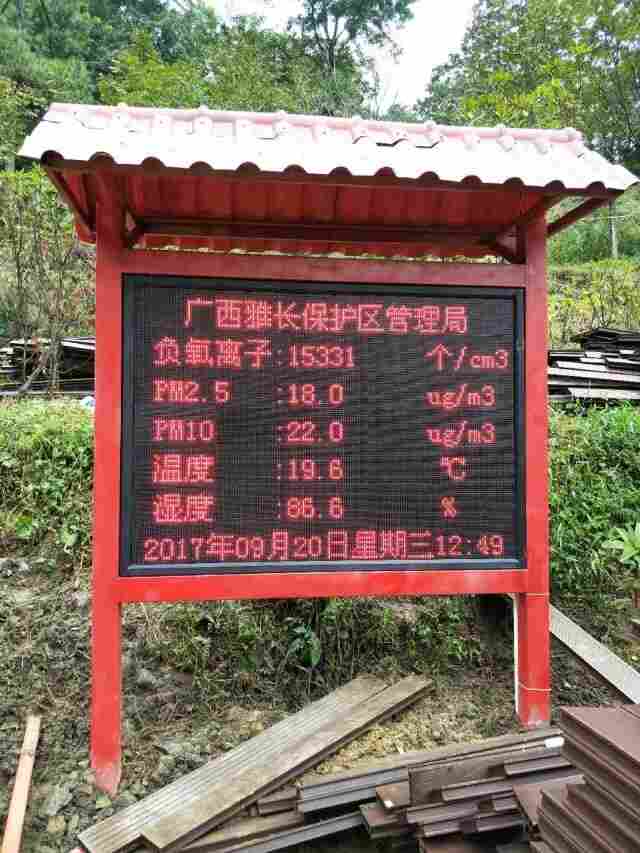 广西雅长保护区管理局
负氧离子:15331 个/cm3
PM2.5 :18.0 ug/m3
PM10 :22.0 ug/m3
温度 :19.6 ℃
湿度 :86.6 %
2017年09月20日星期三12:49